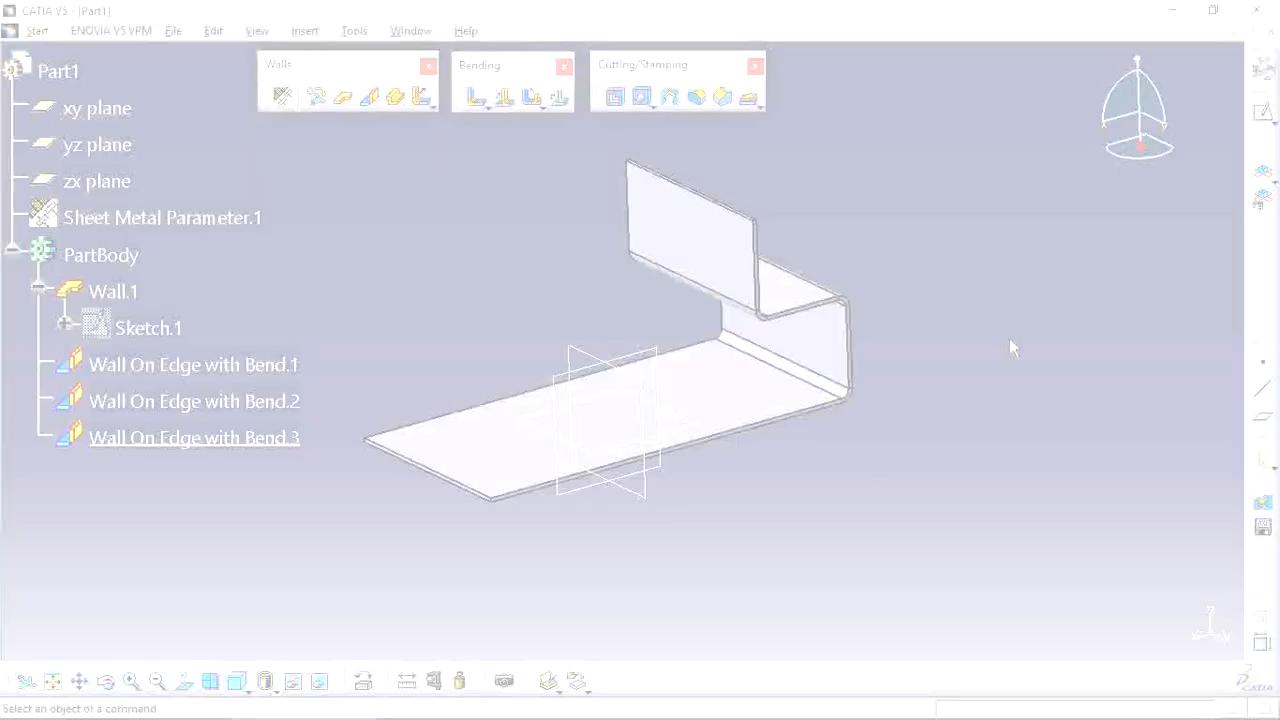 CATIA V5 - [Part1]
Start ENOVIA V5 VPM File Edit View Insert Tools Window Help
Walls
Bending
Cutting/Stamping
Part1
xy plane
yz plane
zx plane
Sheet Metal Parameter.1
PartBody
Wall.1
Sketch.1
Wall On Edge with Bend.1
Wall On Edge with Bend.2
Wall On Edge with Bend.3
Z
CATIA
Select an object or a command